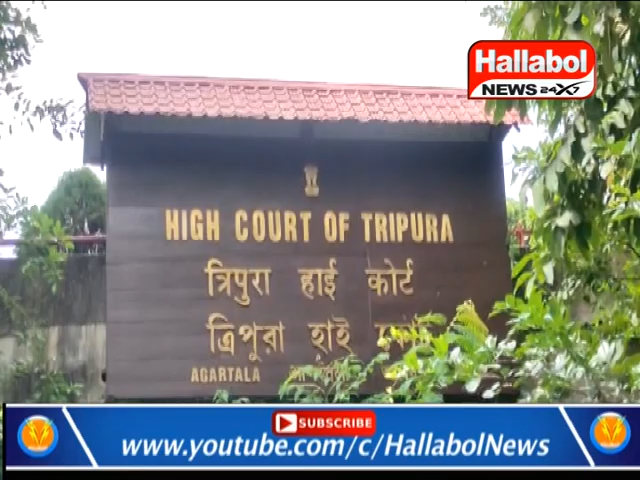 Hallabol
NEWS 24X7
HIGH COURT OF TRIPURA
त्रिपुरा हाई कोर्ट
ত্রিপুরা হাই
AGARTALA
SUBSCRIBE
www.youtube.com/c/HallabolNews